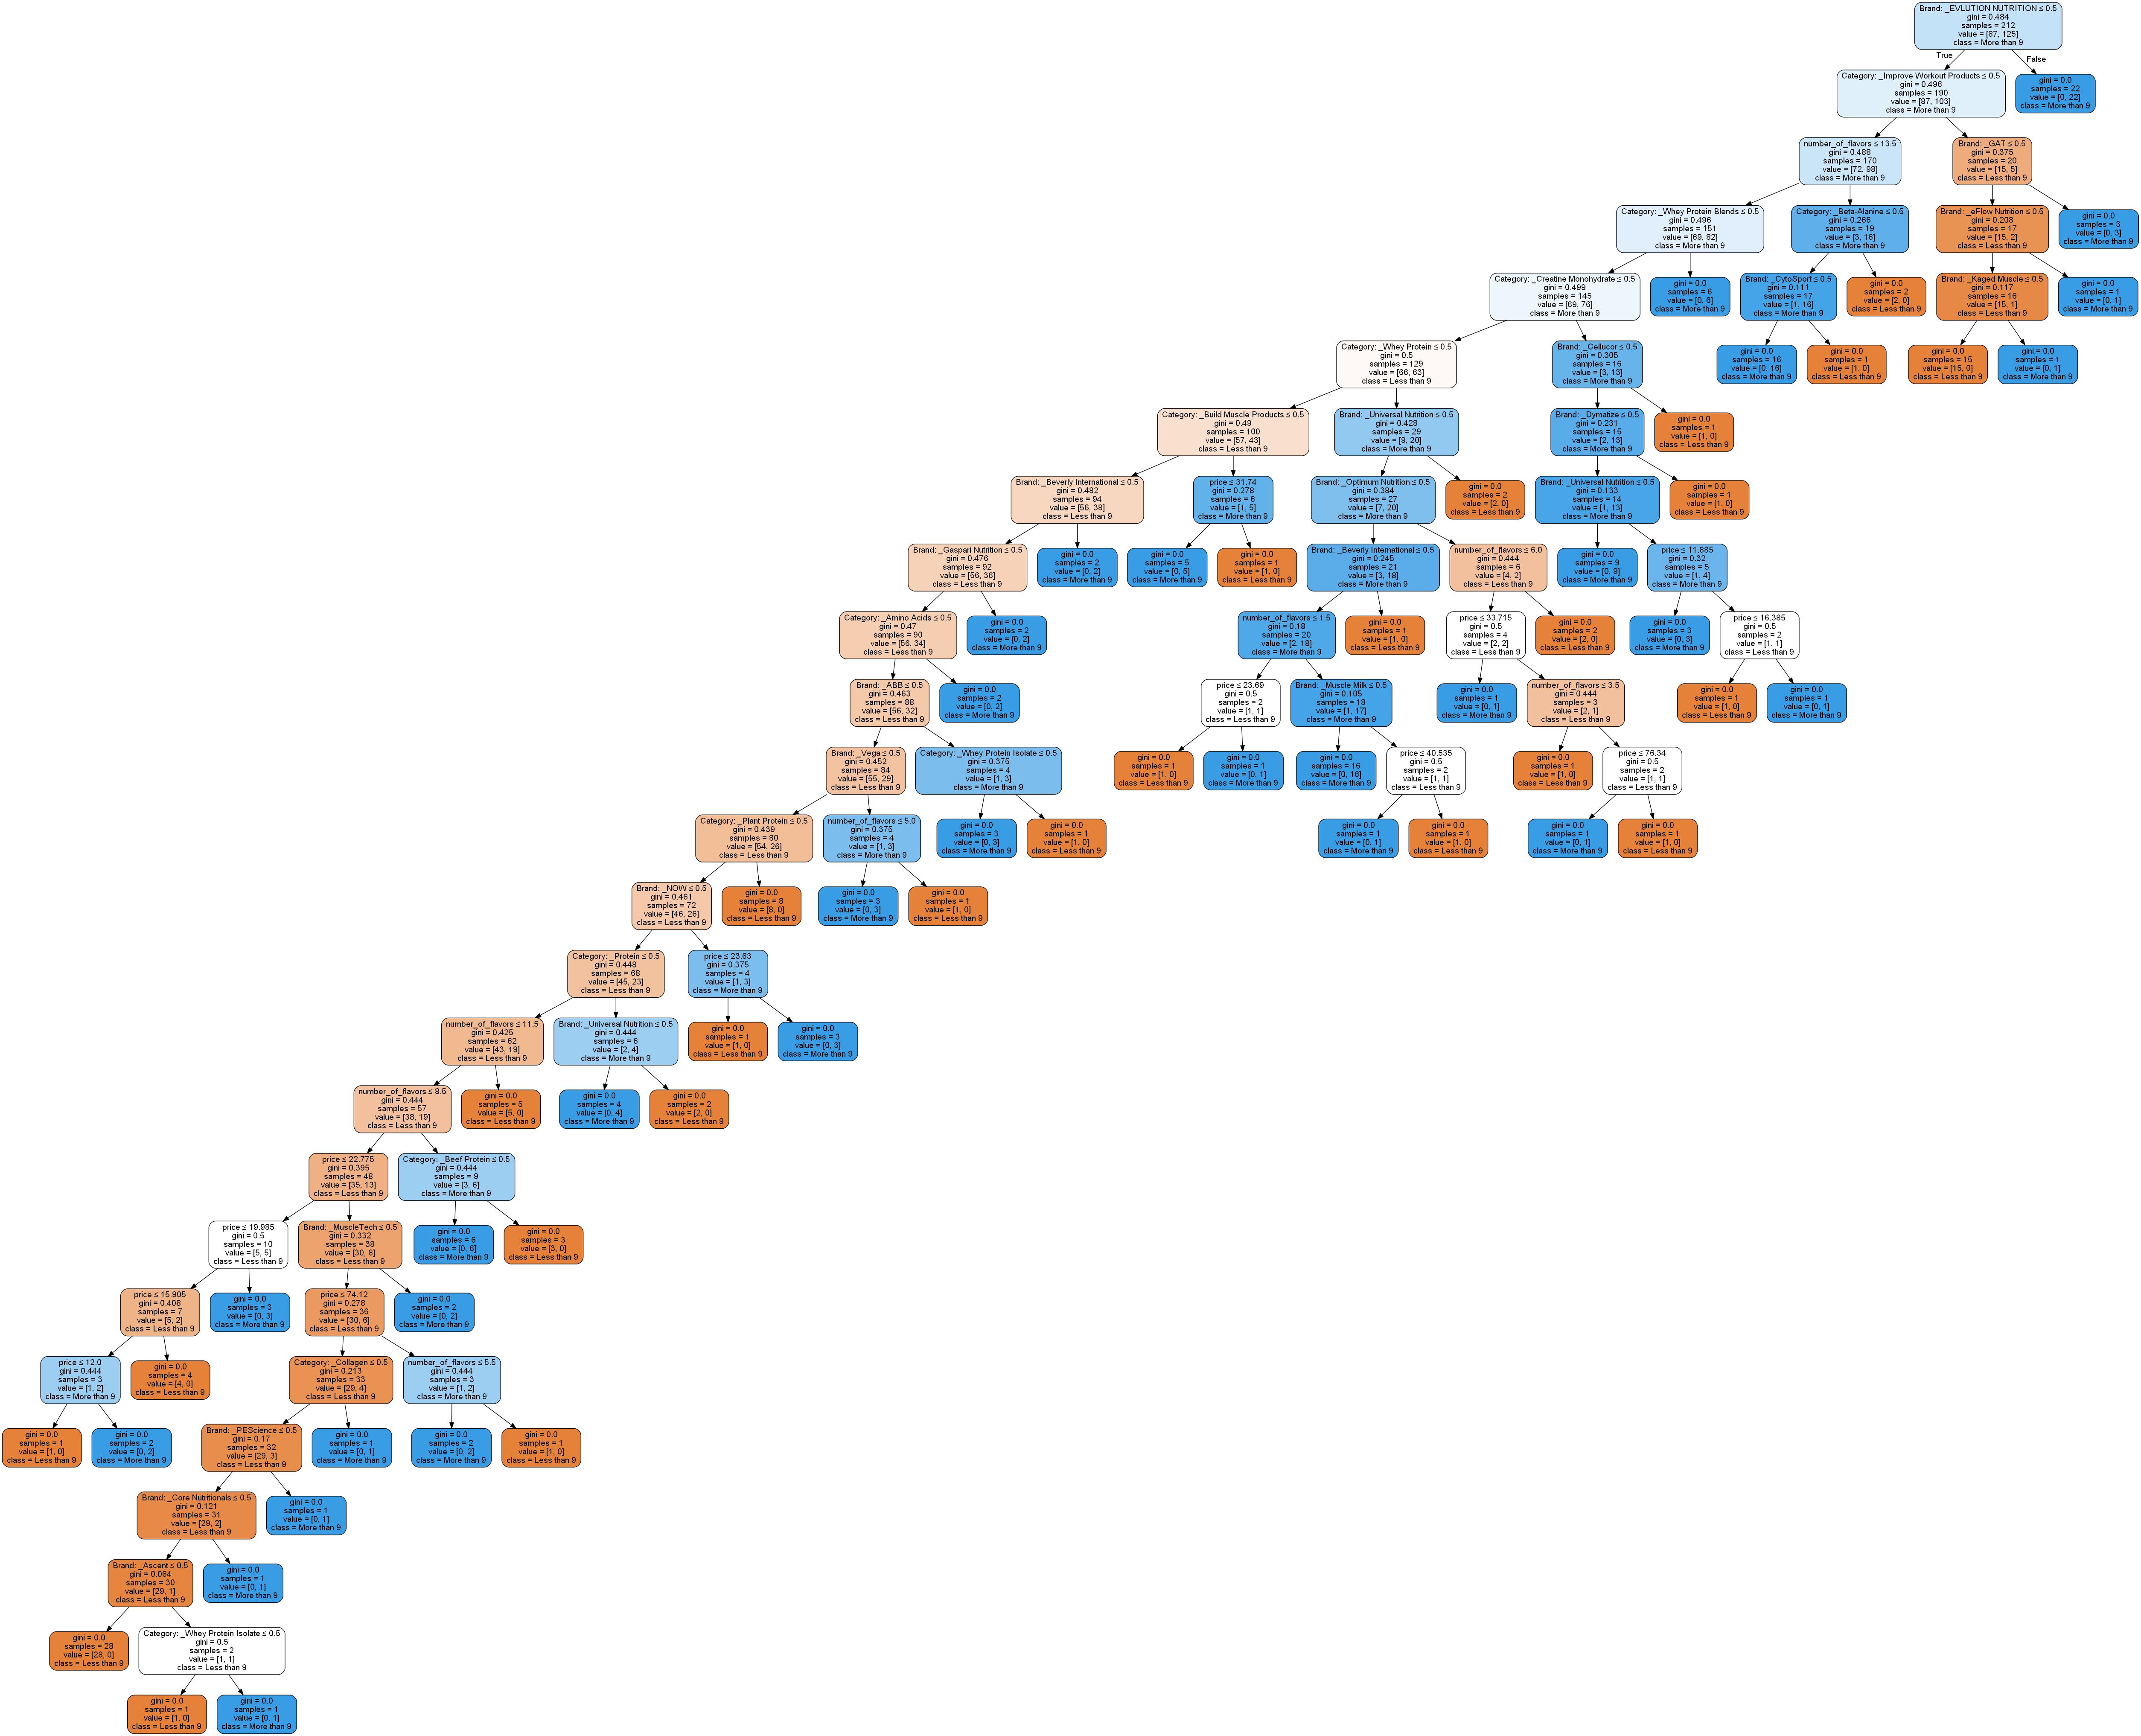 Brand: _EVLUTION NUTRITION ≤ 0.5
gini = 0.484
samples = 212
value = [87, 125]
class = More than 9
True
False
Category: _Improve Workout Products ≤ 0.5
gini = 0.496
samples = 190
value = [87, 103]
class = More than 9
gini = 0.0
samples = 22
value = [0, 22]
class = More than 9
number_of_flavors ≤ 13.5
gini = 0.488
samples = 170
value = [72, 98]
class = More than 9
Brand: _GAT ≤ 0.5
gini = 0.375
samples = 20
value = [15, 5]
class = Less than 9
Category: _Whey Protein Blends ≤ 0.5
gini = 0.496
samples = 151
value = [69, 82]
class = More than 9
Category: _Beta-Alanine ≤ 0.5
gini = 0.266
samples = 19
value = [3, 16]
class = More than 9
Brand: _eFlow Nutrition ≤ 0.5
gini = 0.208
samples = 17
value = [15, 2]
class = Less than 9
gini = 0.0
samples = 3
value = [0, 3]
class = More than 9
Category: _Creatine Monohydrate ≤ 0.5
gini = 0.499
samples = 145
value = [69, 76]
class = More than 9
gini = 0.0
samples = 6
value = [0, 6]
class = More than 9
Brand: _CytoSport ≤ 0.5
gini = 0.111
samples = 17
value = [1, 16]
class = More than 9
gini = 0.0
samples = 2
value = [2, 0]
class = Less than 9
Brand: _Kaged Muscle ≤ 0.5
gini = 0.117
samples = 16
value = [15, 1]
class = Less than 9
gini = 0.0
samples = 1
value = [0, 1]
class = More than 9
Category: _Whey Protein ≤ 0.5
gini = 0.5
samples = 129
value = [66, 63]
class = Less than 9
Brand: _Cellucor ≤ 0.5
gini = 0.305
samples = 16
value = [3, 13]
class = More than 9
gini = 0.0
samples = 16
value = [0, 16]
class = More than 9
gini = 0.0
samples = 1
value = [1, 0]
class = Less than 9
gini = 0.0
samples = 15
value = [15, 0]
class = Less than 9
gini = 0.0
samples = 1
value = [0, 1]
class = More than 9
Category: _Build Muscle Products ≤ 0.5
gini = 0.49
samples = 100
value = [57, 43]
class = Less than 9
Brand: _Universal Nutrition ≤ 0.5
gini = 0.428
samples = 29
value = [9, 20]
class = More than 9
Brand: _Dymatize ≤ 0.5
gini = 0.231
samples = 15
value = [2, 13]
class = More than 9
gini = 0.0
samples = 1
value = [1, 0]
class = Less than 9
Brand: _Beverly International ≤ 0.5
gini = 0.482
samples = 94
value = [56, 38]
class = Less than 9
price ≤ 31.74
gini = 0.278
samples = 6
value = [1, 5]
class = More than 9
Brand: _Optimum Nutrition ≤ 0.5
gini = 0.384
samples = 27
value = [7, 20]
class = More than 9
gini = 0.0
samples = 2
value = [2, 0]
class = Less than 9
Brand: _Universal Nutrition ≤ 0.5
gini = 0.133
samples = 14
value = [1, 13]
class = More than 9
gini = 0.0
samples = 1
value = [1, 0]
class = Less than 9
Brand: _Gaspari Nutrition ≤ 0.5
gini = 0.476
samples = 92
value = [56, 36]
class = Less than 9
gini = 0.0
samples = 2
value = [0, 2]
class = More than 9
gini = 0.0
samples = 5
value = [0, 5]
class = More than 9
gini = 0.0
samples = 1
value = [1, 0]
class = Less than 9
Brand: _Beverly International ≤ 0.5
gini = 0.245
samples = 21
value = [3, 18]
class = More than 9
number_of_flavors ≤ 6.0
gini = 0.444
samples = 6
value = [4, 2]
class = Less than 9
gini = 0.0
samples = 9
value = [0, 9]
class = More than 9
price ≤ 11.885
gini = 0.32
samples = 5
value = [1, 4]
class = More than 9
Category: _Amino Acids ≤ 0.5
gini = 0.47
samples = 90
value = [56, 34]
class = Less than 9
gini = 0.0
samples = 2
value = [0, 2]
class = More than 9
number_of_flavors ≤ 1.5
gini = 0.18
samples = 20
value = [2, 18]
class = More than 9
gini = 0.0
samples = 1
value = [1, 0]
class = Less than 9
price ≤ 33.715
gini = 0.5
samples = 4
value = [2, 2]
class = Less than 9
gini = 0.0
samples = 2
value = [2, 0]
class = Less than 9
gini = 0.0
samples = 3
value = [0, 3]
class = More than 9
price ≤ 16.385
gini = 0.5
samples = 2
value = [1, 1]
class = Less than 9
Brand: _ABB ≤ 0.5
gini = 0.463
samples = 88
value = [56, 32]
class = Less than 9
gini = 0.0
samples = 2
value = [0, 2]
class = More than 9
price ≤ 23.69
gini = 0.5
samples = 2
value = [1, 1]
class = Less than 9
Brand: _Muscle Milk ≤ 0.5
gini = 0.105
samples = 18
value = [1, 17]
class = More than 9
gini = 0.0
samples = 1
value = [0, 1]
class = More than 9
number_of_flavors ≤ 3.5
gini = 0.444
samples = 3
value = [2, 1]
class = Less than 9
gini = 0.0
samples = 1
value = [1, 0]
class = Less than 9
gini = 0.0
samples = 1
value = [0, 1]
class = More than 9
Brand: _Vega ≤ 0.5
gini = 0.452
samples = 84
value = [55, 29]
class = Less than 9
Category: _Whey Protein Isolate ≤ 0.5
gini = 0.375
samples = 4
value = [1, 3]
class = More than 9
gini = 0.0
samples = 1
value = [1, 0]
class = Less than 9
gini = 0.0
samples = 1
value = [0, 1]
class = More than 9
gini = 0.0
samples = 16
value = [0, 16]
class = More than 9
price ≤ 40.535
gini = 0.5
samples = 2
value = [1, 1]
class = Less than 9
gini = 0.0
samples = 1
value = [1, 0]
class = Less than 9
price ≤ 76.34
gini = 0.5
samples = 2
value = [1, 1]
class = Less than 9
Category: _Plant Protein ≤ 0.5
gini = 0.439
samples = 80
value = [54, 26]
class = Less than 9
number_of_flavors ≤ 5.0
gini = 0.375
samples = 4
value = [1, 3]
class = More than 9
gini = 0.0
samples = 3
value = [0, 3]
class = More than 9
gini = 0.0
samples = 1
value = [1, 0]
class = Less than 9
gini = 0.0
samples = 1
value = [0, 1]
class = More than 9
gini = 0.0
samples = 1
value = [1, 0]
class = Less than 9
gini = 0.0
samples = 1
value = [0, 1]
class = More than 9
gini = 0.0
samples = 1
value = [1, 0]
class = Less than 9
Brand: _NOW ≤ 0.5
gini = 0.461
samples = 72
value = [46, 26]
class = Less than 9
gini = 0.0
samples = 8
value = [8, 0]
class = Less than 9
gini = 0.0
samples = 3
value = [0, 3]
class = More than 9
gini = 0.0
samples = 1
value = [1, 0]
class = Less than 9
Category: _Protein ≤ 0.5
gini = 0.448
samples = 68
value = [45, 23]
class = Less than 9
price ≤ 23.63
gini = 0.375
samples = 4
value = [1, 3]
class = More than 9
number_of_flavors ≤ 11.5
gini = 0.425
samples = 62
value = [43, 19]
class = Less than 9
Brand: _Universal Nutrition ≤ 0.5
gini = 0.444
samples = 6
value = [2, 4]
class = More than 9
gini = 0.0
samples = 1
value = [1, 0]
class = Less than 9
gini = 0.0
samples = 3
value = [0, 3]
class = More than 9
number_of_flavors ≤ 8.5
gini = 0.444
samples = 57
value = [38, 19]
class = Less than 9
gini = 0.0
samples = 5
value = [5, 0]
class = Less than 9
gini = 0.0
samples = 4
value = [0, 4]
class = More than 9
gini = 0.0
samples = 2
value = [2, 0]
class = Less than 9
price ≤ 22.775
gini = 0.395
samples = 48
value = [35, 13]
class = Less than 9
Category: _Beef Protein ≤ 0.5
gini = 0.444
samples = 9
value = [3, 6]
class = More than 9
price ≤ 19.985
gini = 0.5
samples = 10
value = [5, 5]
class = Less than 9
Brand: _MuscleTech ≤ 0.5
gini = 0.332
samples = 38
value = [30, 8]
class = Less than 9
gini = 0.0
samples = 6
value = [0, 6]
class = More than 9
gini = 0.0
samples = 3
value = [3, 0]
class = Less than 9
price ≤ 15.905
gini = 0.408
samples = 7
value = [5, 2]
class = Less than 9
gini = 0.0
samples = 3
value = [0, 3]
class = More than 9
price ≤ 74.12
gini = 0.278
samples = 36
value = [30, 6]
class = Less than 9
gini = 0.0
samples = 2
value = [0, 2]
class = More than 9
price ≤ 12.0
gini = 0.444
samples = 3
value = [1, 2]
class = More than 9
gini = 0.0
samples = 4
value = [4, 0]
class = Less than 9
Category: _Collagen ≤ 0.5
gini = 0.213
samples = 33
value = [29, 4]
class = Less than 9
number_of_flavors ≤ 5.5
gini = 0.444
samples = 3
value = [1, 2]
class = More than 9
gini = 0.0
samples = 1
value = [1, 0]
class = Less than 9
gini = 0.0
samples = 2
value = [0, 2]
class = More than 9
Brand: _PEScience ≤ 0.5
gini = 0.17
samples = 32
value = [29, 3]
class = Less than 9
gini = 0.0
samples = 1
value = [0, 1]
class = More than 9
gini = 0.0
samples = 2
value = [0, 2]
class = More than 9
gini = 0.0
samples = 1
value = [1, 0]
class = Less than 9
Brand: _Core Nutritionals ≤ 0.5
gini = 0.121
samples = 31
value = [29, 2]
class = Less than 9
gini = 0.0
samples = 1
value = [0, 1]
class = More than 9
Brand: _Ascent ≤ 0.5
gini = 0.064
samples = 30
value = [29, 1]
class = Less than 9
gini = 0.0
samples = 1
value = [0, 1]
class = More than 9
gini = 0.0
samples = 28
value = [28, 0]
class = Less than 9
Category: _Whey Protein Isolate ≤ 0.5
gini = 0.5
samples = 2
value = [1, 1]
class = Less than 9
gini = 0.0
samples = 1
value = [1, 0]
class = Less than 9
gini = 0.0
samples = 1
value = [0, 1]
class = More than 9